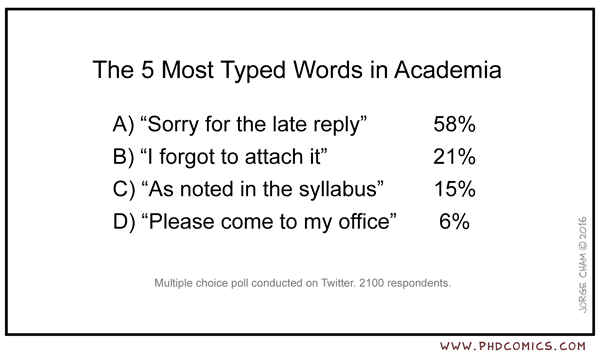 The 5 Most Typed Words in Academia
A) “Sorry for the late reply” 58%
B) “I forgot to attach it” 21%
C) “As noted in the syllabus” 15%
D) “Please come to my office” 6%
Multiple choice poll conducted on Twitter. 2100 respondents.
JORGE CHAM © 2016
WWW.PHDCOMICS.COM